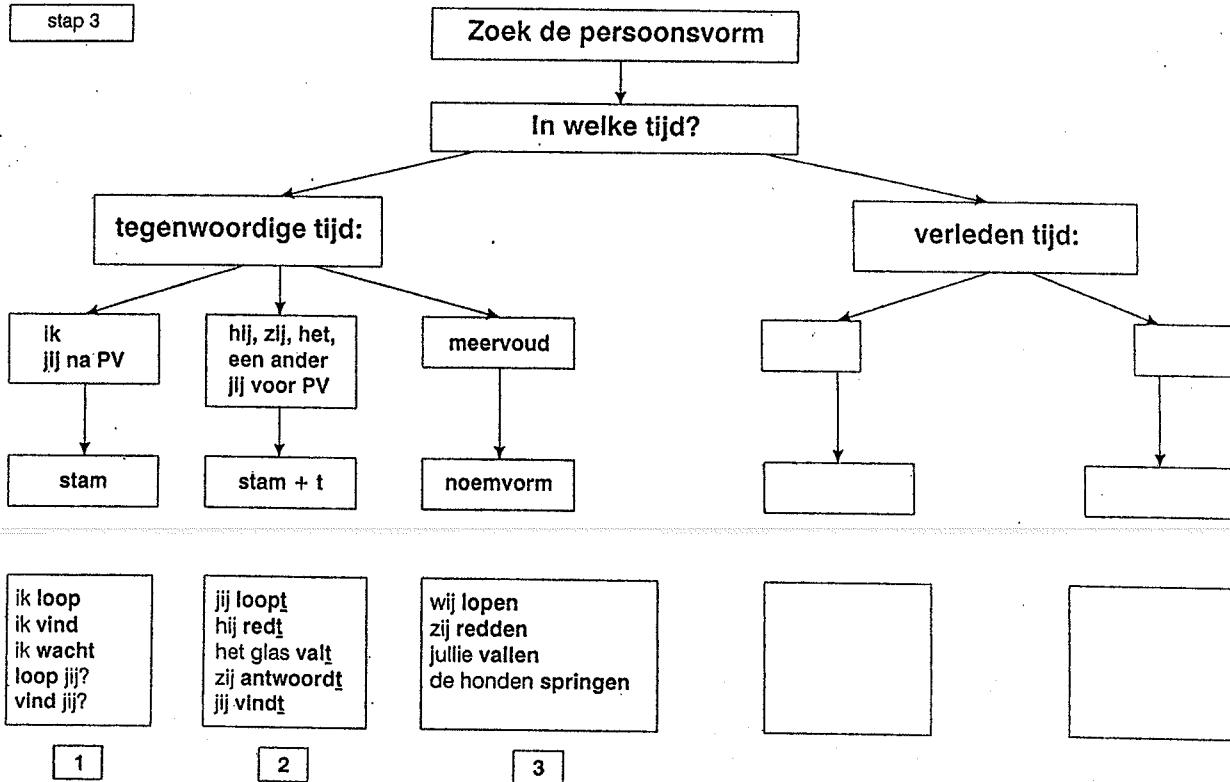 stap 3
Zoek de persoonsvorm
In welke tijd?
tegenwoordige tijd:
verleden tijd:
ik
jij na PV
hij, zij, het,
een ander
jij voor PV
meervoud
stam
stam + t
noemvorm
ik loop
ik vind
ik wacht
loop jij?
vind jij?
jij loopt
hij redt
het glas valt
zij antwoordt
jij vindt
wij lopen
zij redden
jullie vallen
de honden springen
1
2
3